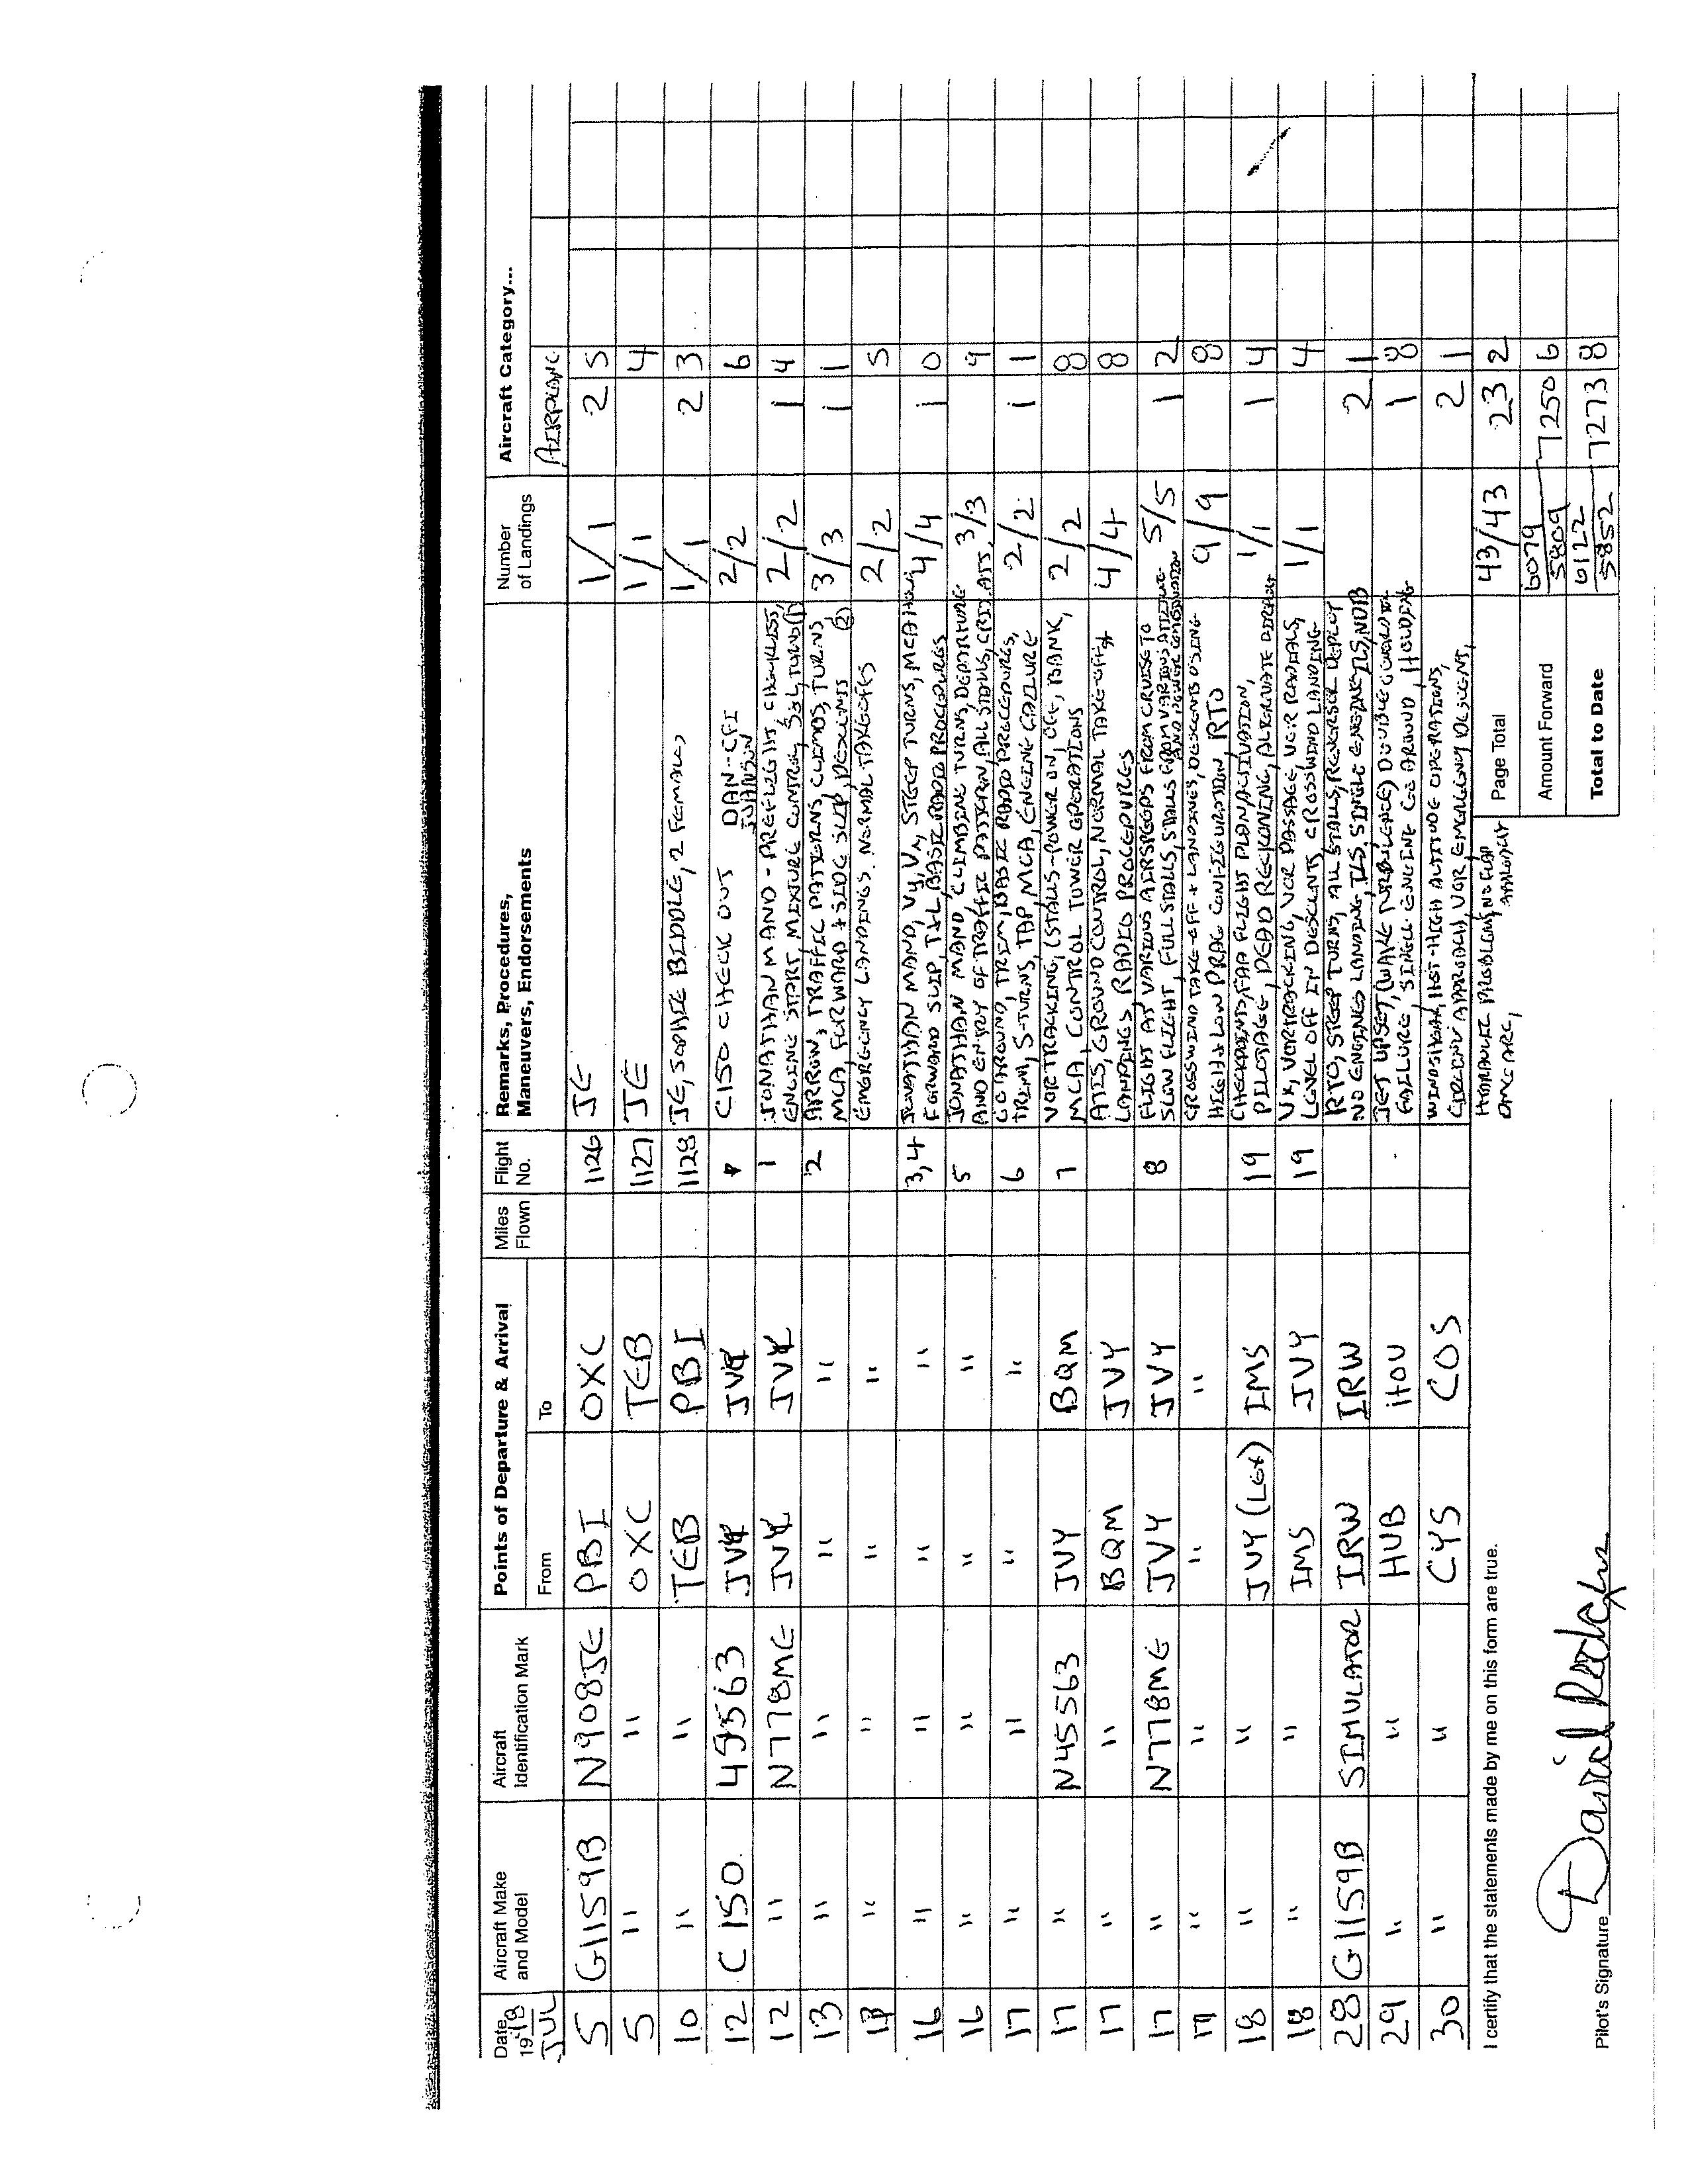 Date 19 98 JUL | Aircraft Make and Model | Aircraft Identification Mark | Points of Departure & Arrival From | To | Miles Flown | Flight No. | Remarks, Procedures, Maneuvers, Endorsements | Number of Landings | Aircraft Category... AIRPLANE
5 G1159B N908JE PBI OXC 1126 JE 1/1 2 5
5 " " OXC TEB 1127 JE 1/1 4
10 " " TEB PBI 1128 JE, SOPHIE BIDDLE, 2 FEMALES 1/1 2 3
12 C150 45563 JVY JVY C150 CHECK OUT DAN-CFI 2/2 6
12 " N778ME JVY JVY 1 JONATHAN MANO - PREFLIGHT, CHECKLIST,
ENGINE START, MIXTURE CONTROL, S&L, TURNS (1) 2/2 1 4
13 " " " " 2 ARROW, TRAFFIC PATTERNS, CLIMBS, TURNS,
MCA, FORWARD + SIDE SLIP, DESCENTS (2) 3/3 1 1
13 " " " " EMERGENCY LANDINGS. NORMAL TAKEOFFS 2/2 5
16 " " " " 3,4 JONATHAN MANO, Vy, Vx, STEEP TURNS, MCA
FORWARD SLIP, T&L, BASIC RADIO PROCEDURES 4/4 1 0
16 " " " " 5 JONATHAN MANO, CLIMBING TURNS, DEPARTURE
AND ENTRY OF TRAFFIC PATTERN, ALL STALLS, 3/3 9
17 " " " " 6 GO AROUND, TRIM, BASIC RADIO PROCEDURES,
TRIM, S-TURNS, TAP, MCA, ENGINE FAILURE 2/2 1 1
17 " N45563 JVY BQM 7 VOR TRACKING, (STALLS-POWER ON, OFF, BANK,
MCA, CONTROL TOWER OPERATIONS 2/2 8
17 " " BQM JVY ATIS, GROUND CONTROL, NORMAL TAKE-OFF +
LANDINGS RADIO PROCEDURES 4/4 8
17 " N778ME JVY JVY 8 FLIGHT AT VARIOUS AIRSPEEDS FROM CRUISE TO
SLOW FLIGHT, FULL STALLS, STALLS FROM VARIOUS ATTITUDE AND POWER COMBINATION 5/5 1 2
17 " " " " CROSSWIND TAKE-OFF + LANDINGS, DESCENTS USING
HIGH + LOW DRAG CONFIGURATION, RTO 9/9 8
18 " " JVY (LGA) IMS 19 CHECKPOINTS, FAA FLIGHT PLAN/ACTIVATION,
PILOTAGE, DEAD RECKONING, ALTERNATE 1/1 1 4
18 " " IMS JVY 19 VOR TRACKING, VOR PASSAGE, VOR RADIALS,
LEVEL OFF IN DESCENTS, CROSSWIND LANDING 1/1 4
28 G1159B SIMULATOR IRW IRW RTO, STEEP TURNS, ALL STALLS, REVERSER DEPLOY
NO ENGINES LANDING, ILS, SINGLE ENGINE ILS, NDB 2 1
29 " " HUB HOU JET UPSET, (WAKE TURBULENCE) DOUBLE GENERATOR
FAILURE, SINGLE ENGINE GO AROUND, HOLDING 1 8
30 " " CYS COS WINDSHEAR, HOT-HIGH ALTITUDE OPERATIONS,
CIRCLING APPROACH, VOR, EMERGENCY DESCENT, 2 1
HYDRAULIC PROBLEMS, NO FLAP APPROACH
DME ARC,
Page Total 43/43 23 2
Amount Forward 6079 5809 7250 6
Total to Date 6122 5852 7273 8
I certify that the statements made by me on this form are true.
Pilot's Signature David Rodgers